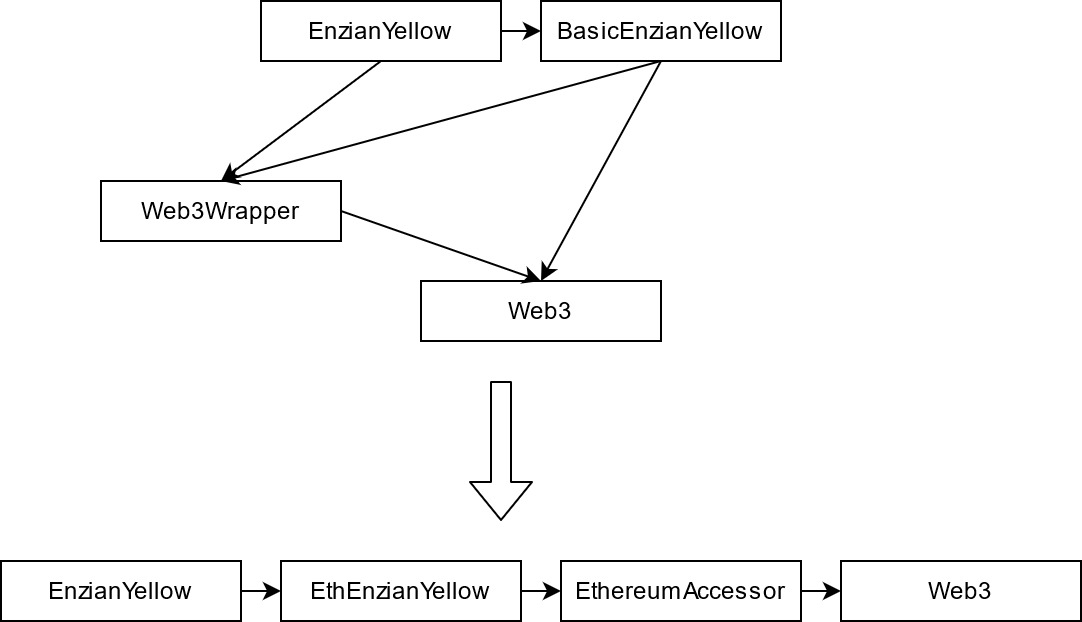 EnzianYellow
BasicEnzianYellow
Web3Wrapper
Web3
EnzianYellow
EthEnzianYellow
EthereumAccessor
Web3